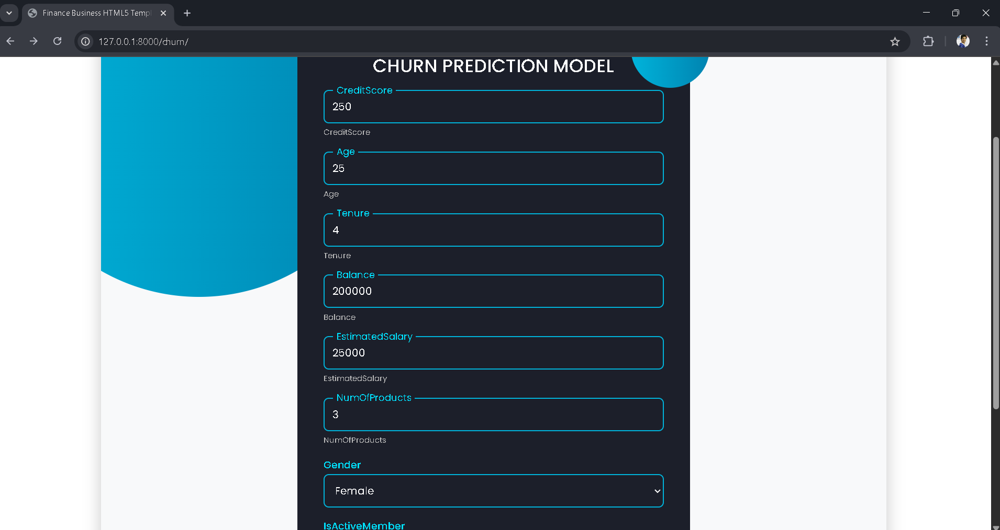 Finance Business HTML5 Templ
127.0.0.1:8000/churn/
CHURN PREDICTION MODEL
CreditScore
250
CreditScore
Age
25
Age
Tenure
4
Tenure
Balance
200000
Balance
EstimatedSalary
25000
EstimatedSalary
NumOfProducts
3
NumOfProducts
Gender
Female
IsActiveMember